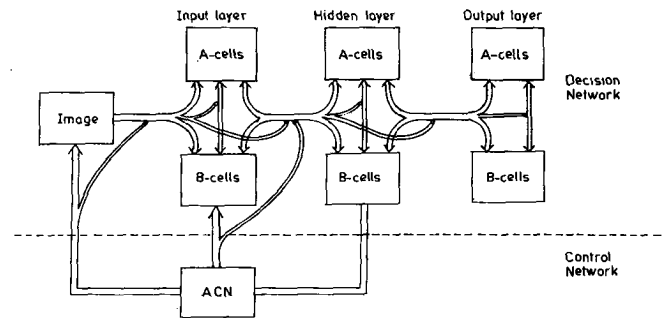 Input layer
Hidden layer
Output layer
A-cells
A-cells
A-cells
Decision
Network
Image
B-cells
B-cells
B-cells
Control
Network
ACN